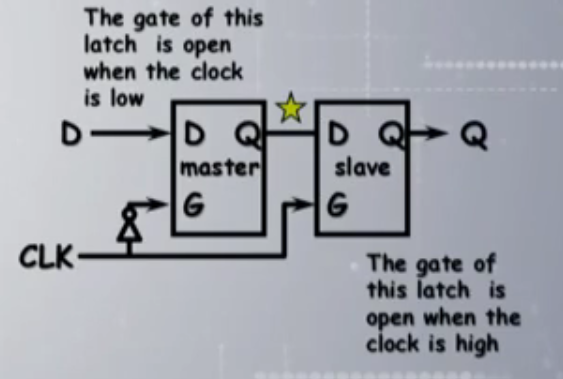 The gate of this
latch is open
when the clock
is low
D
D Q
D Q
Q
master
slave
G
G
CLK
The gate of
this latch is
open when the
clock is high